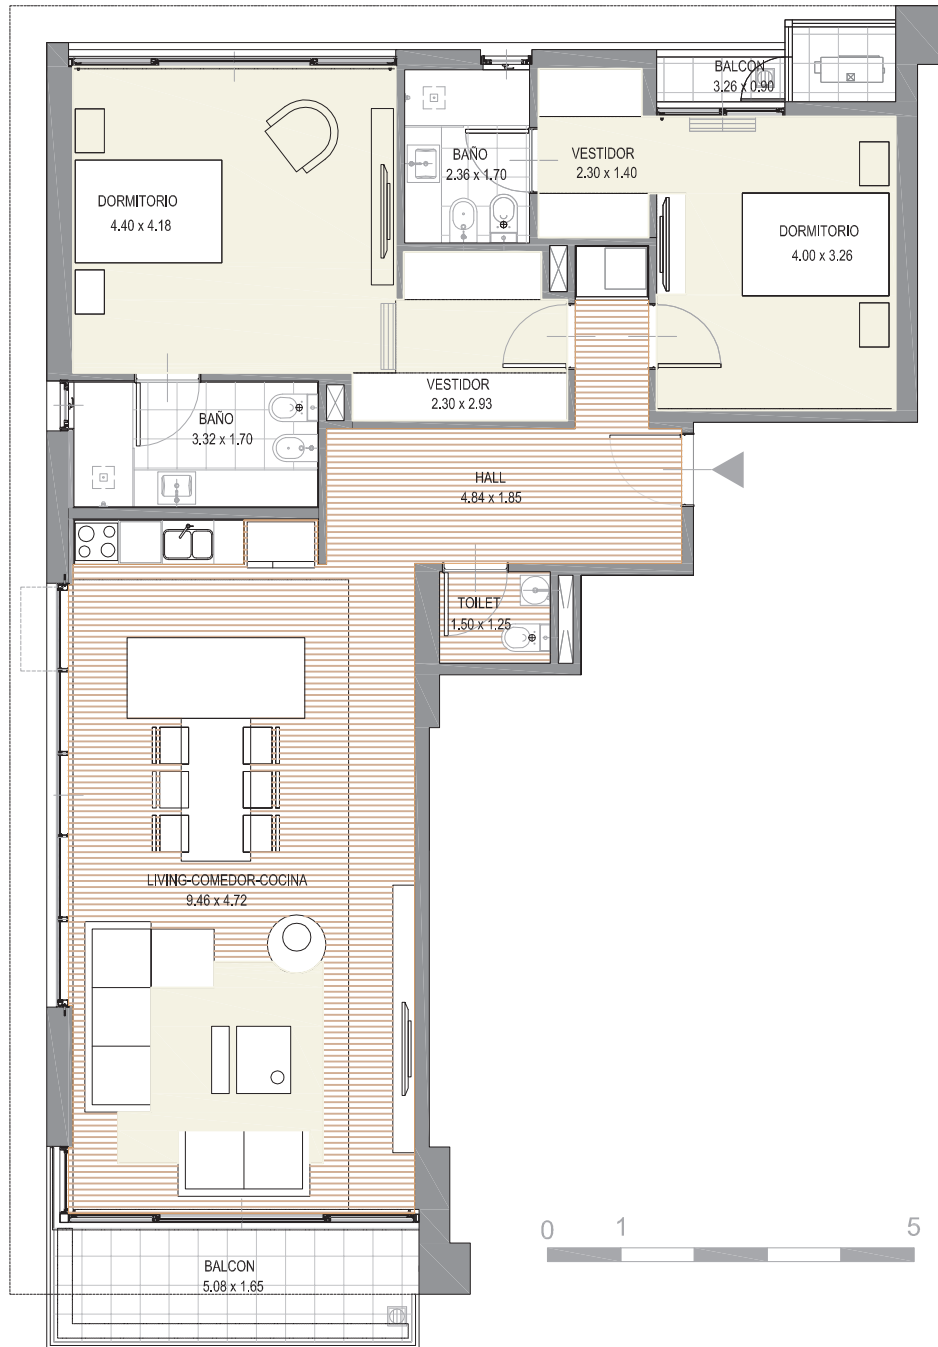 BALCON
3.26 x 0.90
BAÑO
2.36 x 1.70
VESTIDOR
2.30 x 1.40
DORMITORIO
4.40 x 4.18
DORMITORIO
4.00 x 3.26
VESTIDOR
2.30 x 2.93
BAÑO
3.32 x 1.70
HALL
4.84 x 1.85
TOILET
1.50 x 1.25
LIVING-COMEDOR-COCINA
9.46 x 4.72
0 1 5
BALCON
5.08 x 1.65